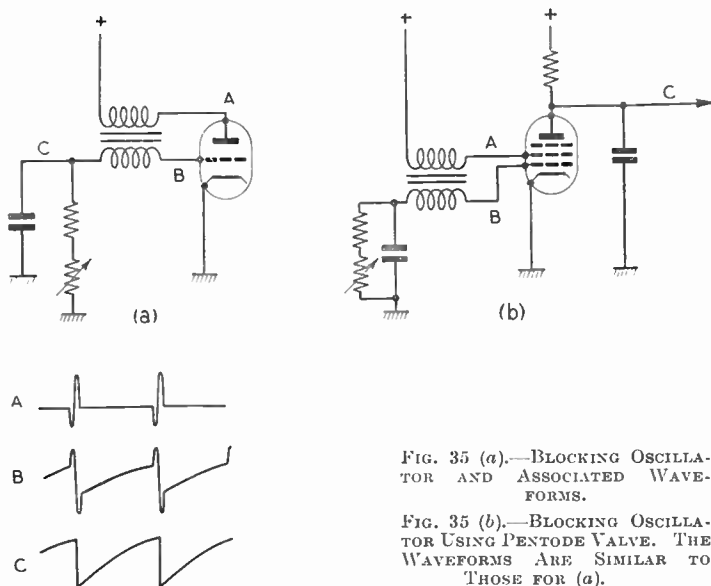 +
+
+
A
C
B
(a)
C
A
B
(b)
A
B
C
FIG. 35 (a).—BLOCKING OSCILLA-
TOR AND ASSOCIATED WAVE-
FORMS.
FIG. 35 (b).—BLOCKING OSCILLA-
TOR USING PENTODE VALVE. THE
WAVEFORMS ARE SIMILAR TO
THOSE FOR (a).